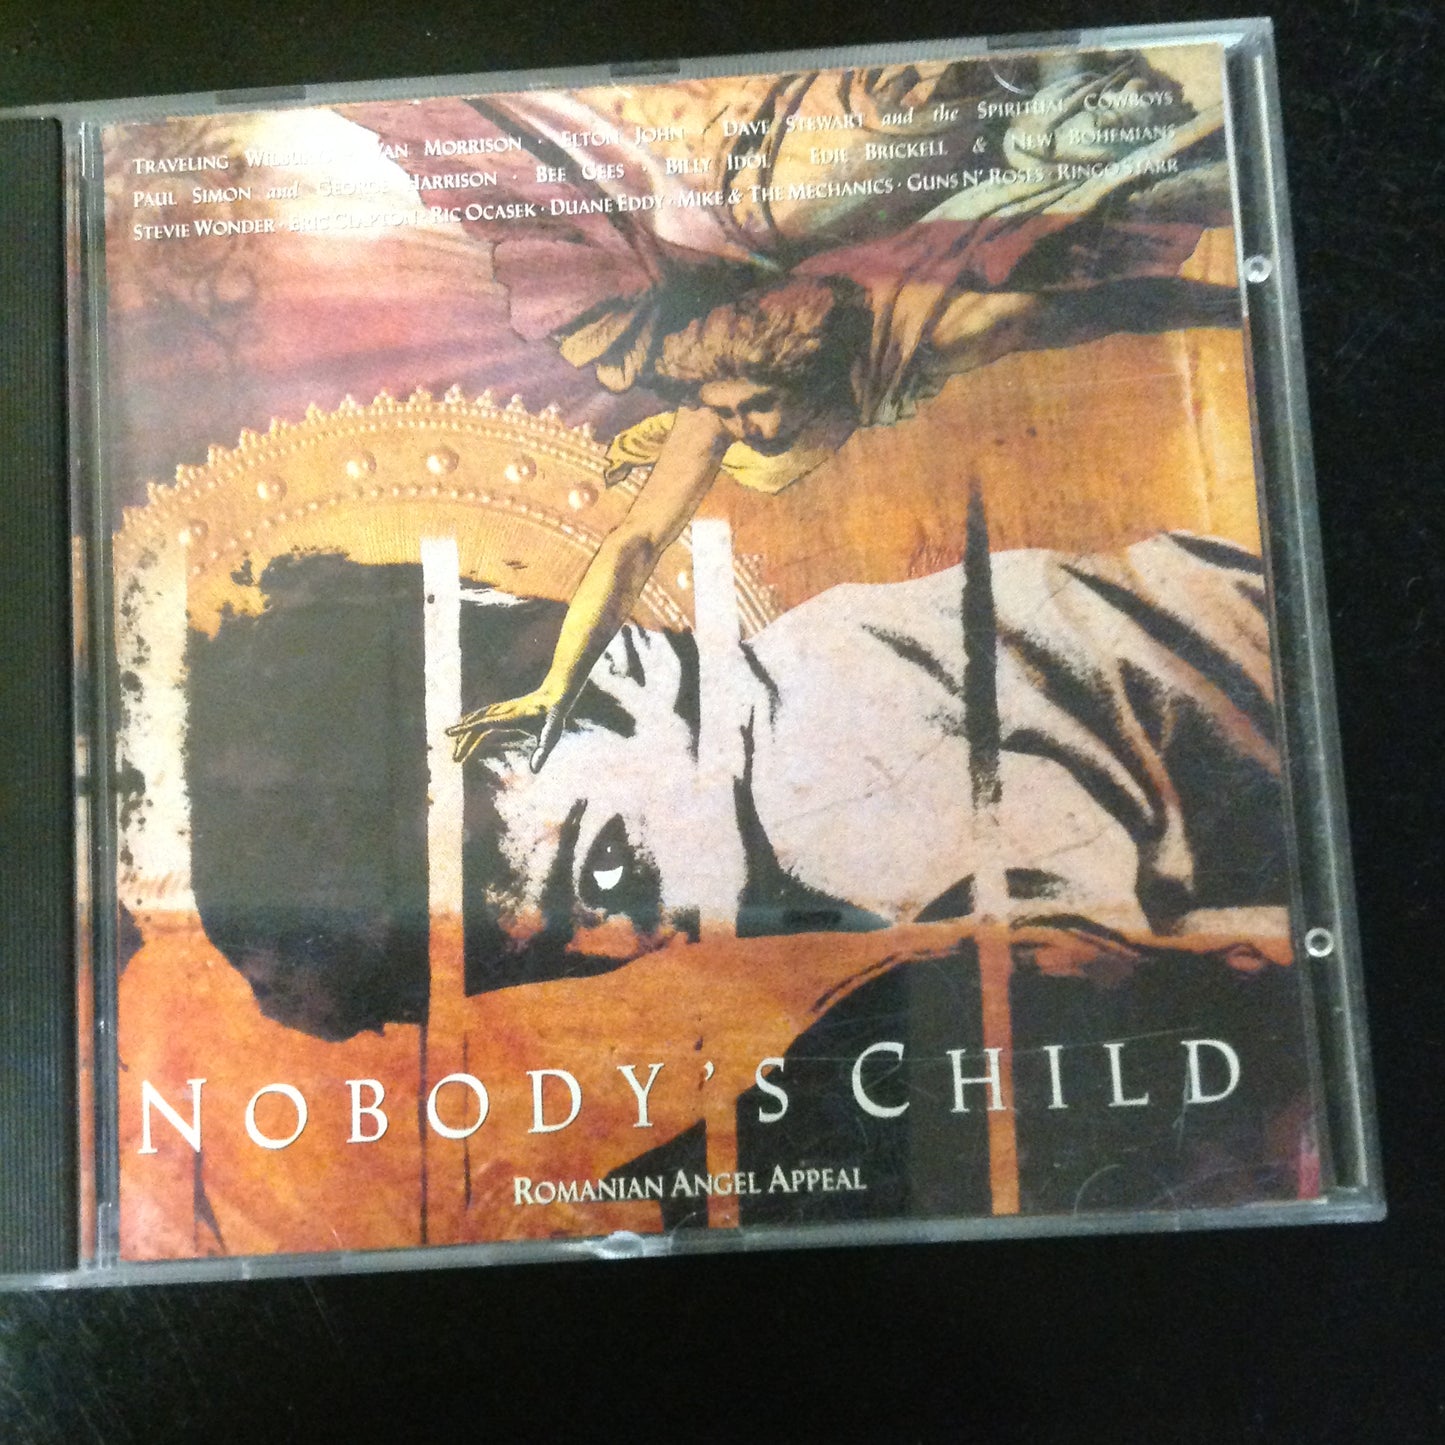 TRAVELING WILBURYS · VAN MORRISON · ELTON JOHN · DAVE STEWART and the SPIRITUAL COWBOYS
PAUL SIMON and GEORGE HARRISON · BEE GEES · BILLY IDOL · EDIE BRICKELL & NEW BOHEMIANS
STEVIE WONDER · ERIC CLAPTON · RIC OCASEK · DUANE EDDY · MIKE & THE MECHANICS · GUNS N' ROSES · RINGO STARR
NOBODY'S CHILD
ROMANIAN ANGEL APPEAL